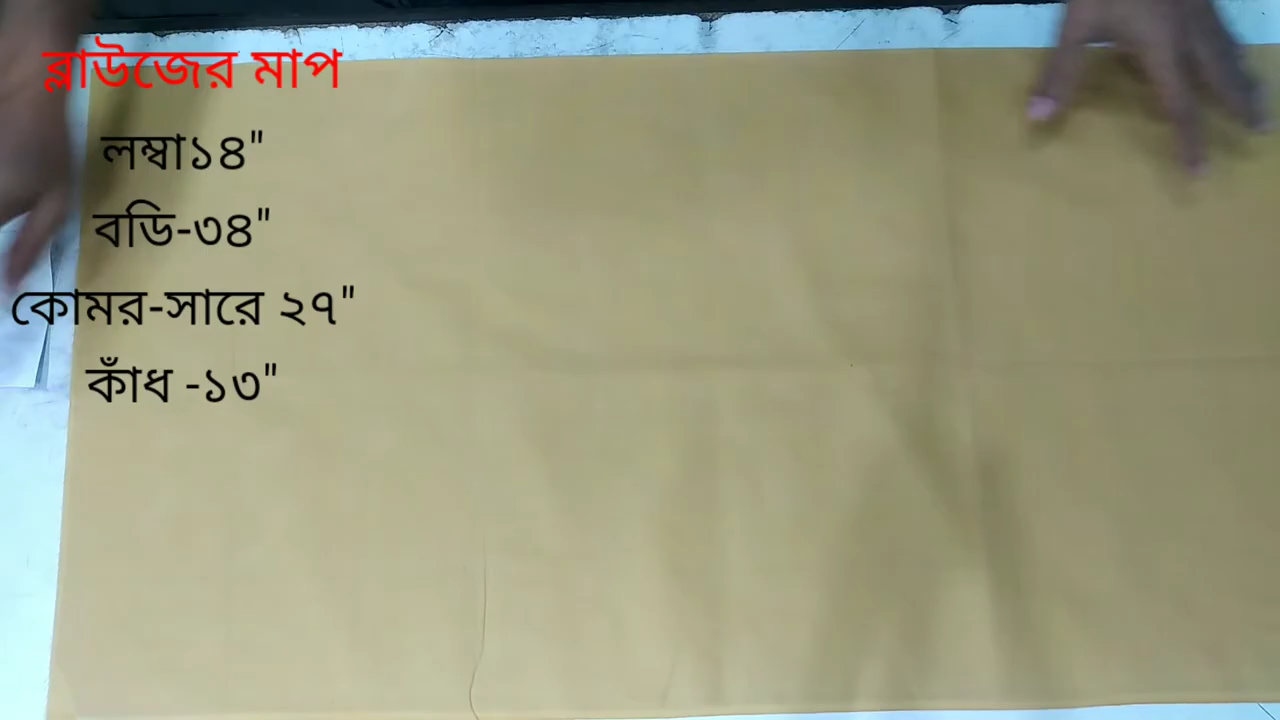 ব্লাউজের মাপ
লম্বা১৪"
বডি-৩৪"
কোমর-সারে ২৭"
কাঁধ -১৩"